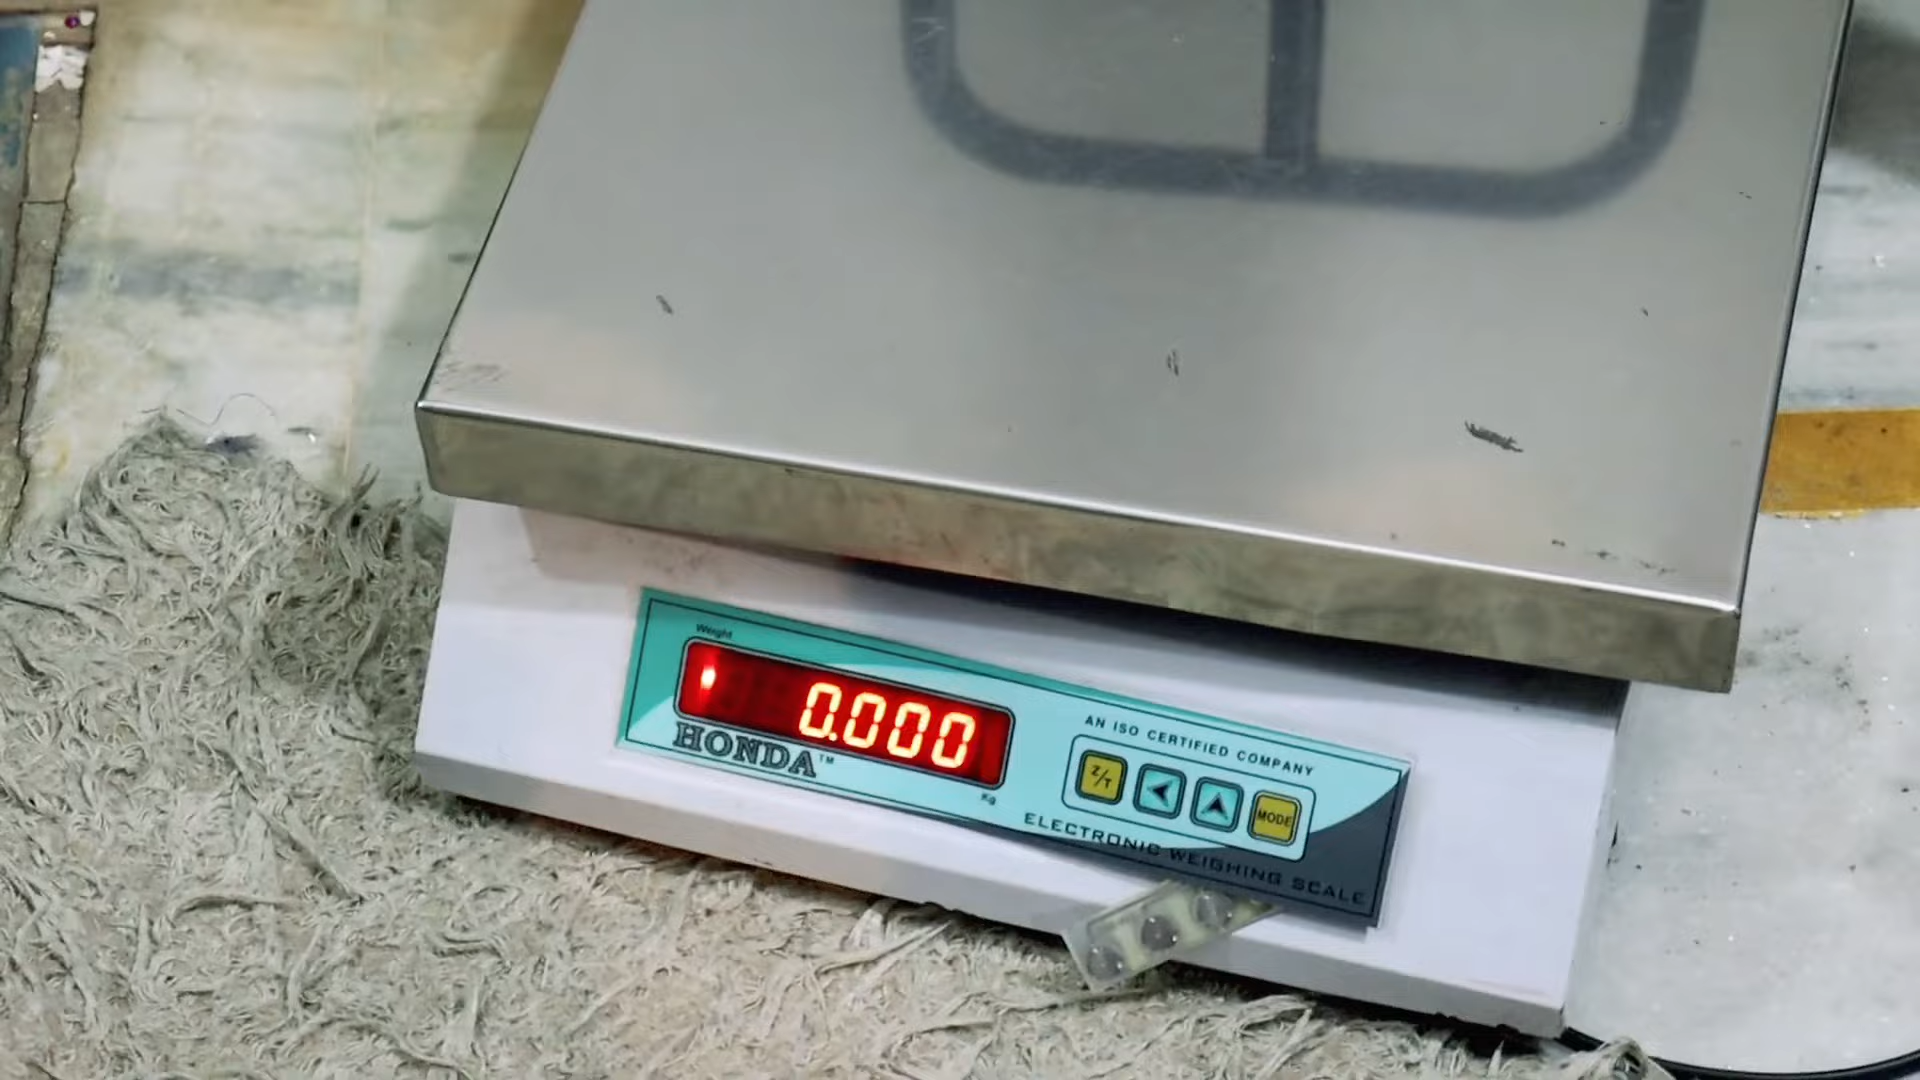 Weight
0.000
HONDA™
Kg
AN ISO CERTIFIED COMPANY
Z/T
MODE
ELECTRONIC WEIGHING SCALE